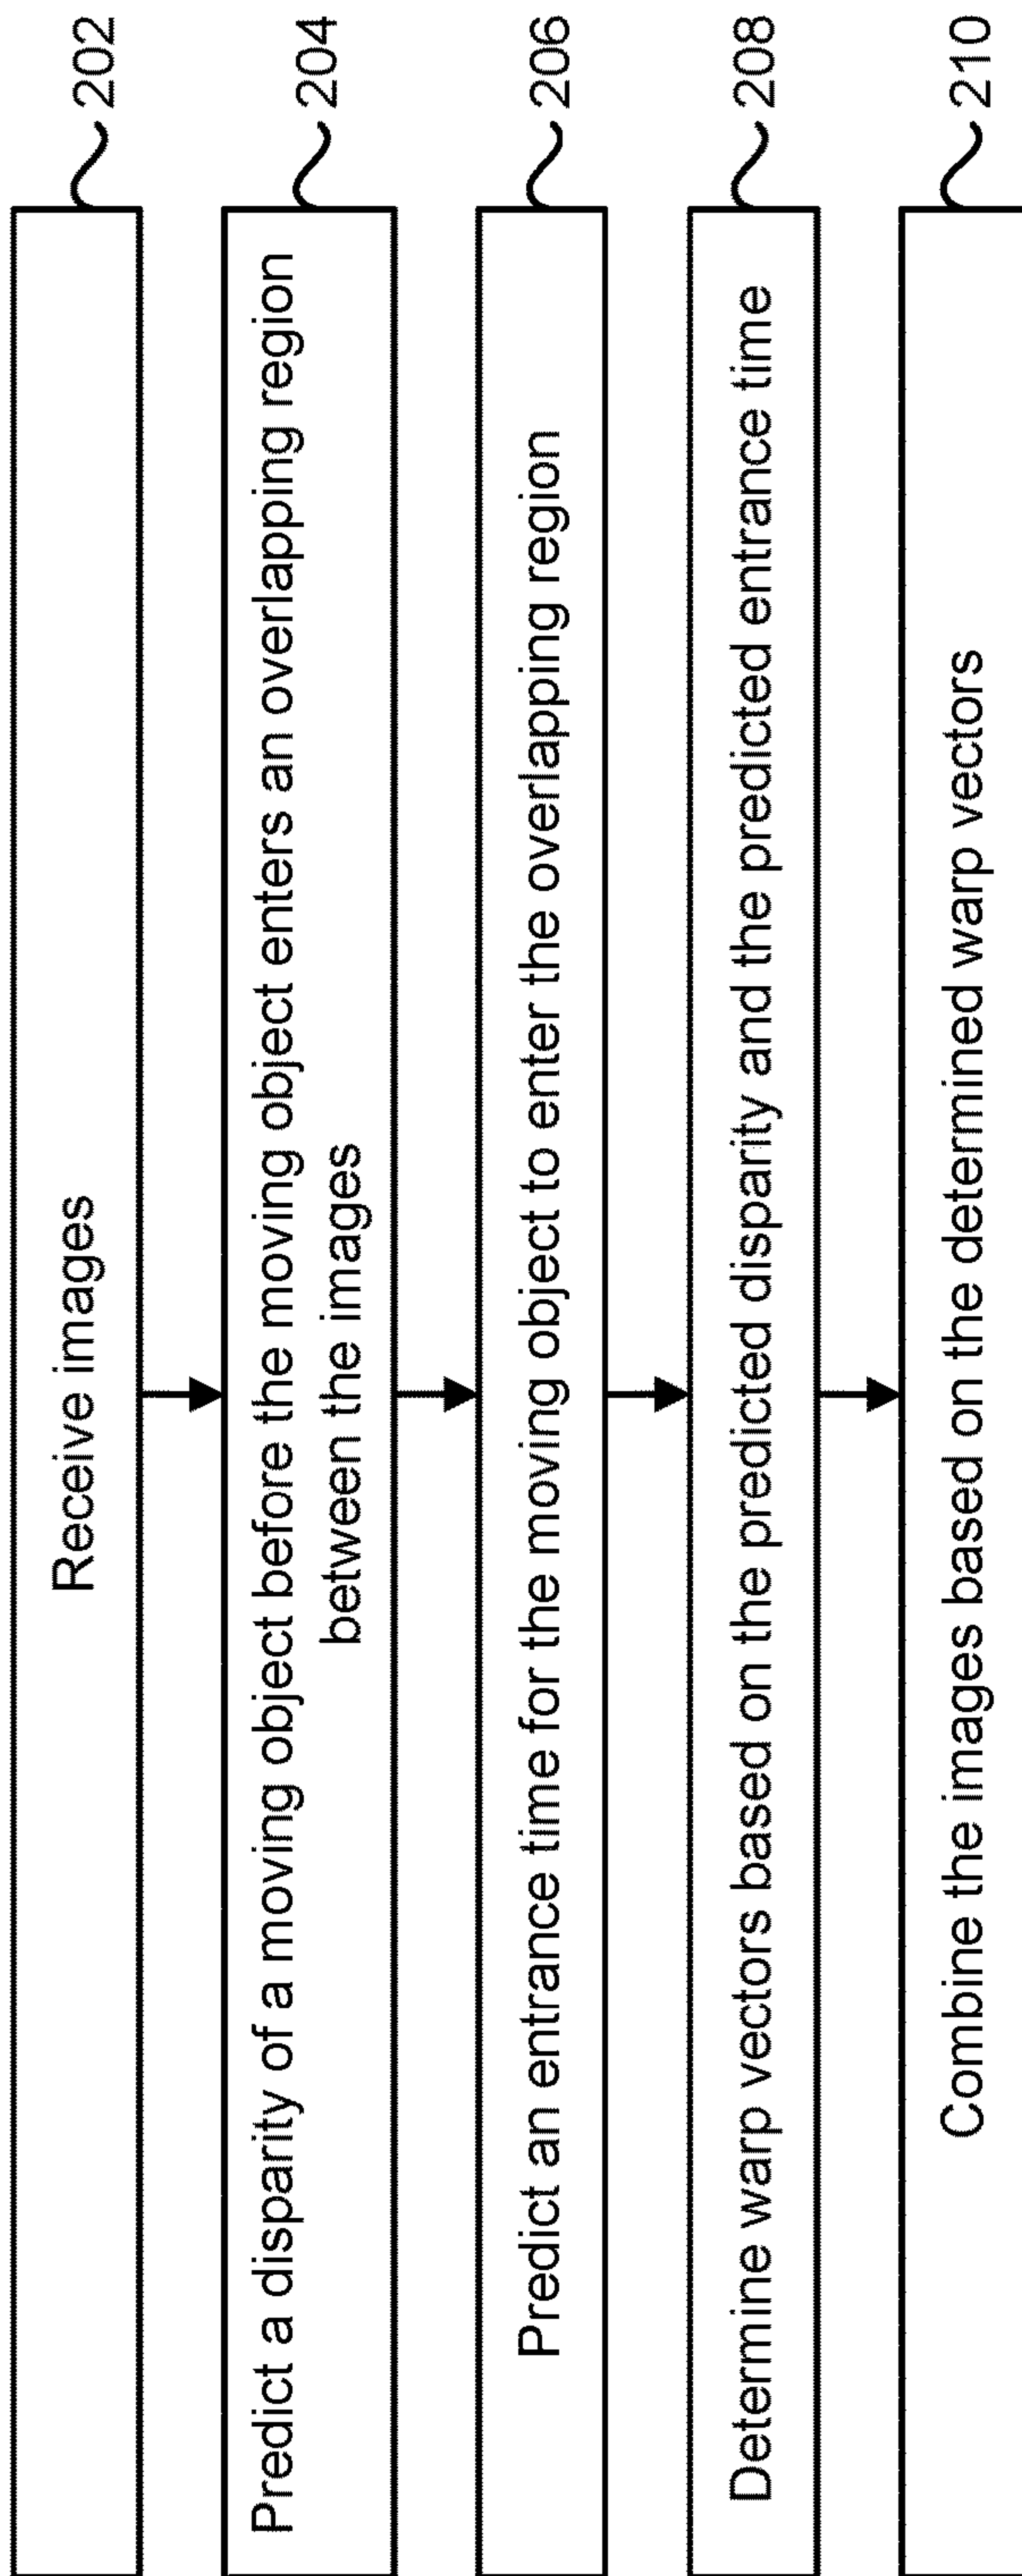 Receive images
202
Predict a disparity of a moving object before the moving object enters an overlapping region
between the images
204
Predict an entrance time for the moving object to enter the overlapping region
206
Determine warp vectors based on the predicted disparity and the predicted entrance time
208
Combine the images based on the determined warp vectors
210